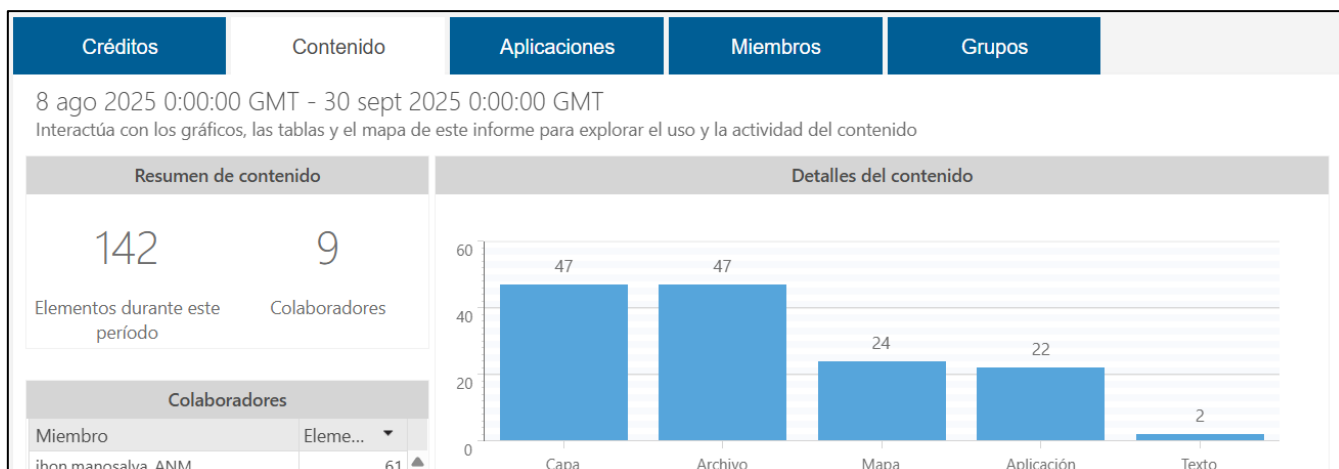 Créditos Contenido Aplicaciones Miembros Grupos
8 ago 2025 0:00:00 GMT - 30 sept 2025 0:00:00 GMT
Interactúa con los gráficos, las tablas y el mapa de este informe para explorar el uso y la actividad del contenido
Resumen de contenido
142 9
Elementos durante este Colaboradores
período
Colaboradores
Miembro Eleme...
jhon.manosalva_ANM 61
Detalles del contenido
60
40
20
0
47 47 24 22 2
Capa Archivo Mapa Aplicación Texto